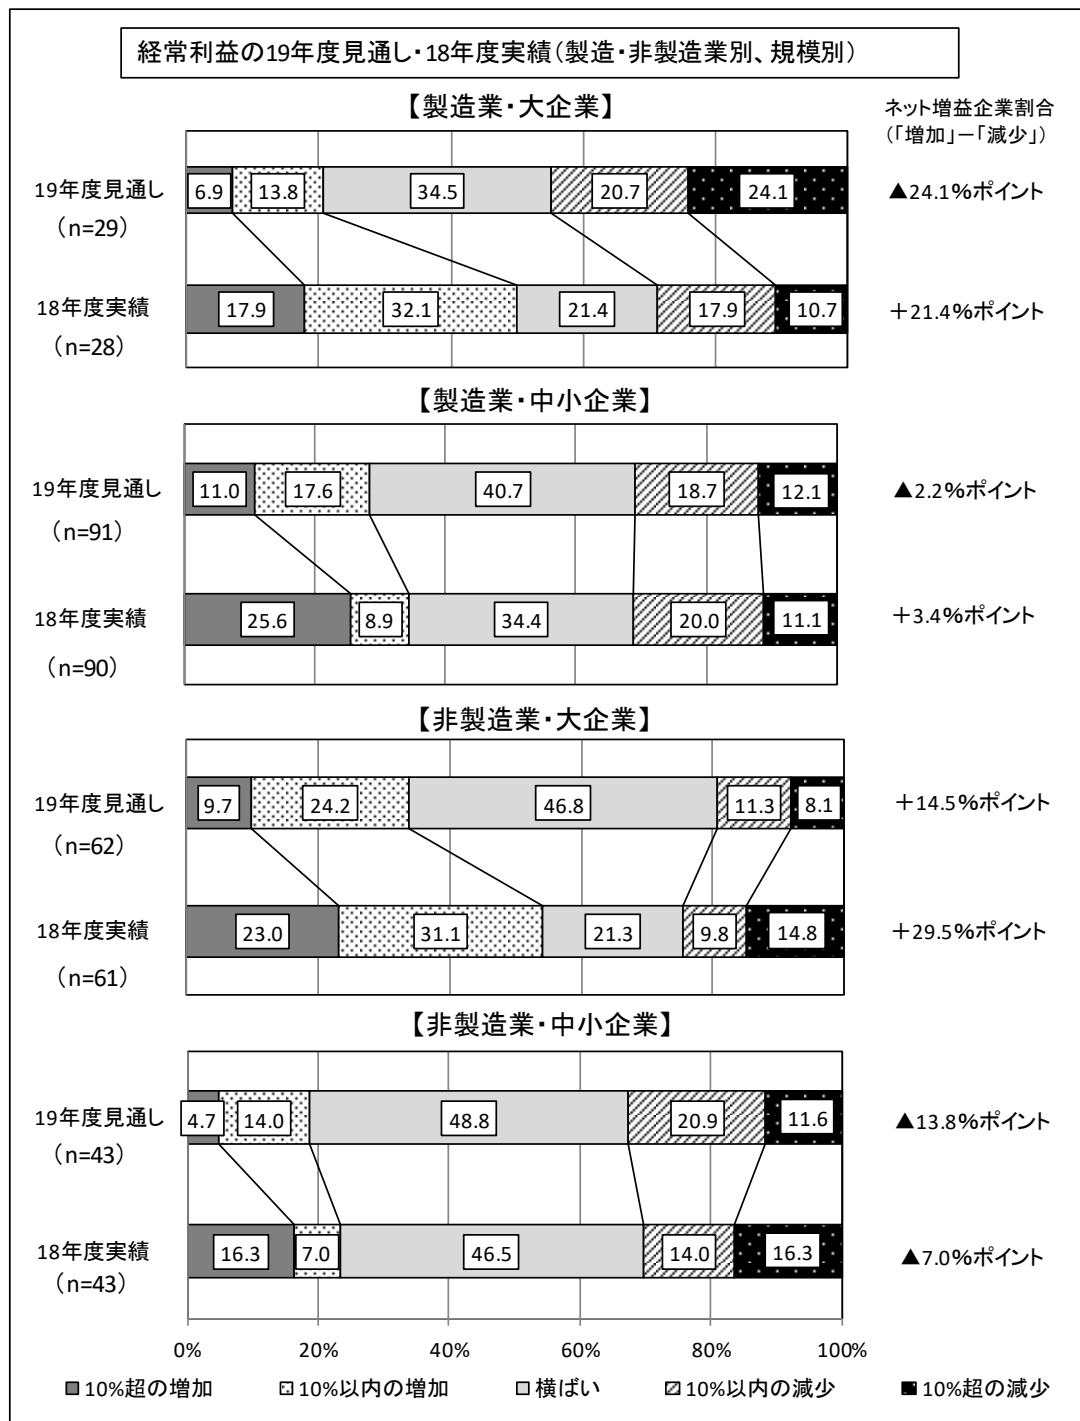 経常利益の19年度見通し・18年度実績(製造・非製造業別、規模別)
ネット増益企業割合
(「増加」－「減少」)
【製造業・大企業】
19年度見通し
(n=29)
6.9 13.8 34.5 20.7 24.1
▲24.1%ポイント
18年度実績
(n=28)
17.9 32.1 21.4 17.9 10.7
＋21.4%ポイント
【製造業・中小企業】
19年度見通し
(n=91)
11.0 17.6 40.7 18.7 12.1
▲2.2%ポイント
18年度実績
(n=90)
25.6 8.9 34.4 20.0 11.1
＋3.4%ポイント
【非製造業・大企業】
19年度見通し
(n=62)
9.7 24.2 46.8 11.3 8.1
＋14.5%ポイント
18年度実績
(n=61)
23.0 31.1 21.3 9.8 14.8
＋29.5%ポイント
【非製造業・中小企業】
19年度見通し
(n=43)
4.7 14.0 48.8 20.9 11.6
▲13.8%ポイント
18年度実績
(n=43)
16.3 7.0 46.5 14.0 16.3
▲7.0%ポイント
0% 20% 40% 60% 80% 100%
10%超の増加 10%以内の増加 横ばい 10%以内の減少 10%超の減少